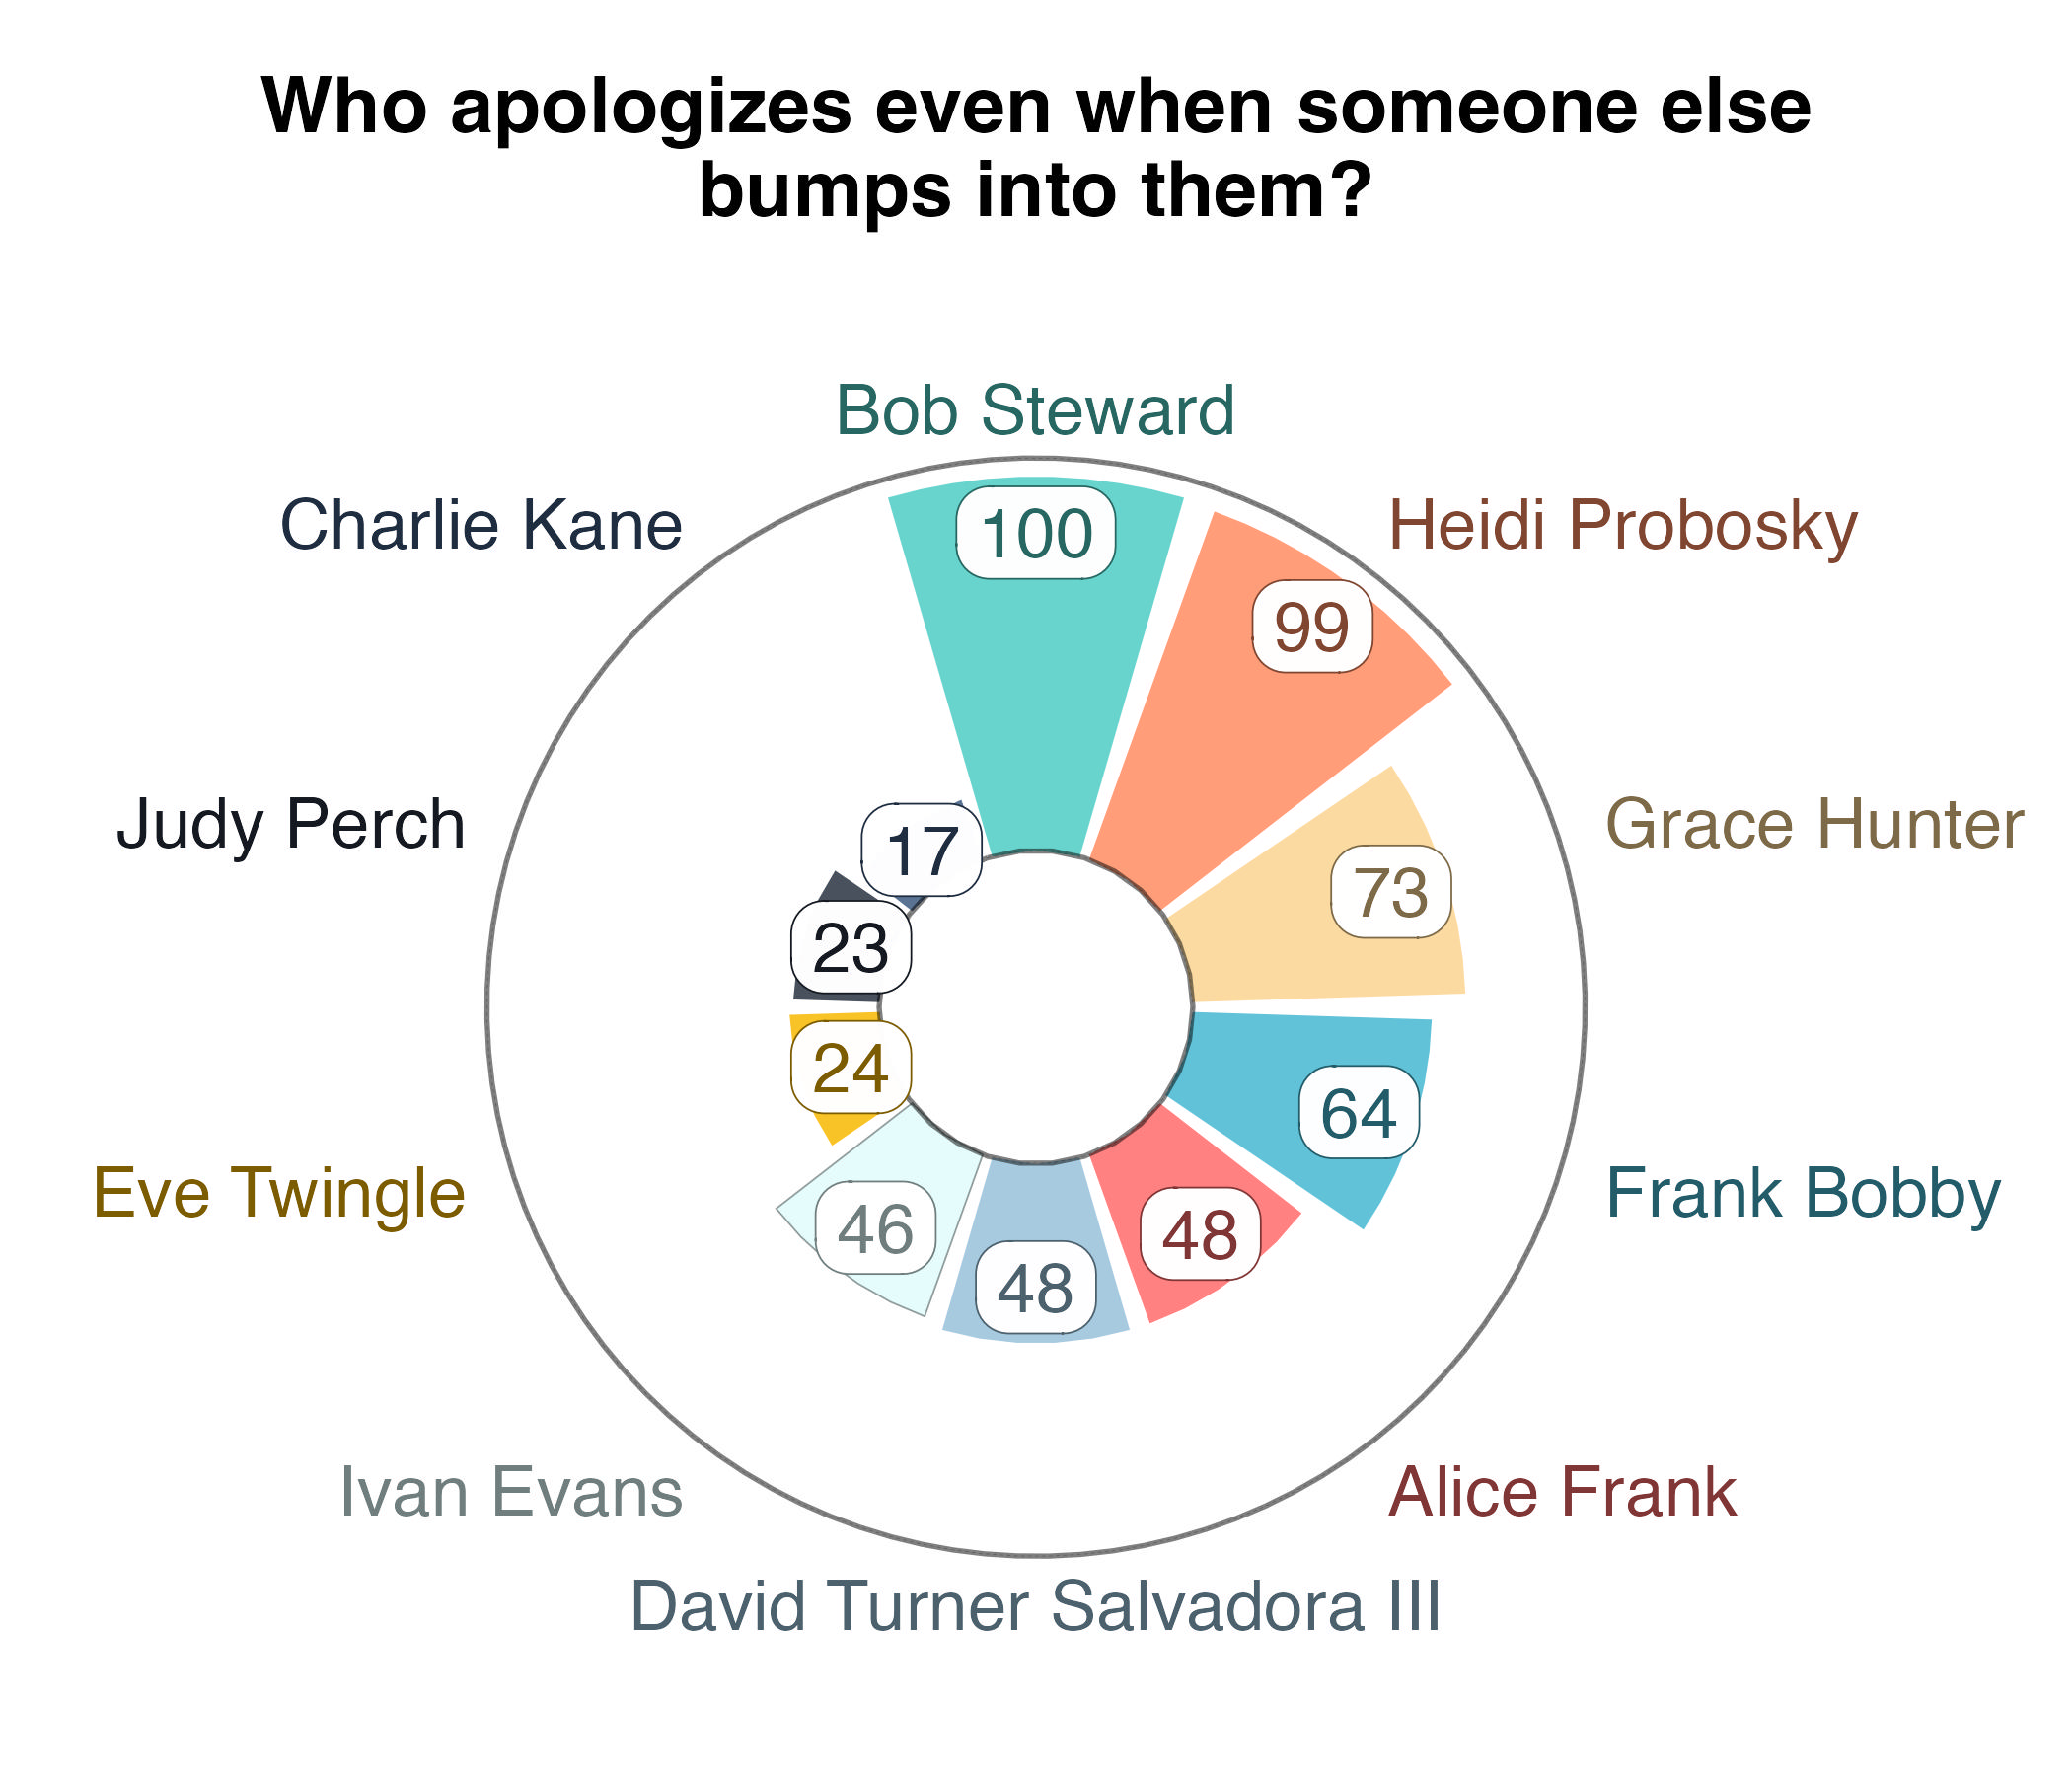 Who apologizes even when someone else
bumps into them?
Bob Steward
Charlie Kane
Heidi Probosky
100
99
Judy Perch
Grace Hunter
17
73
23
24
64
Eve Twingle
Frank Bobby
46
48
48
Ivan Evans
Alice Frank
David Turner Salvadora III